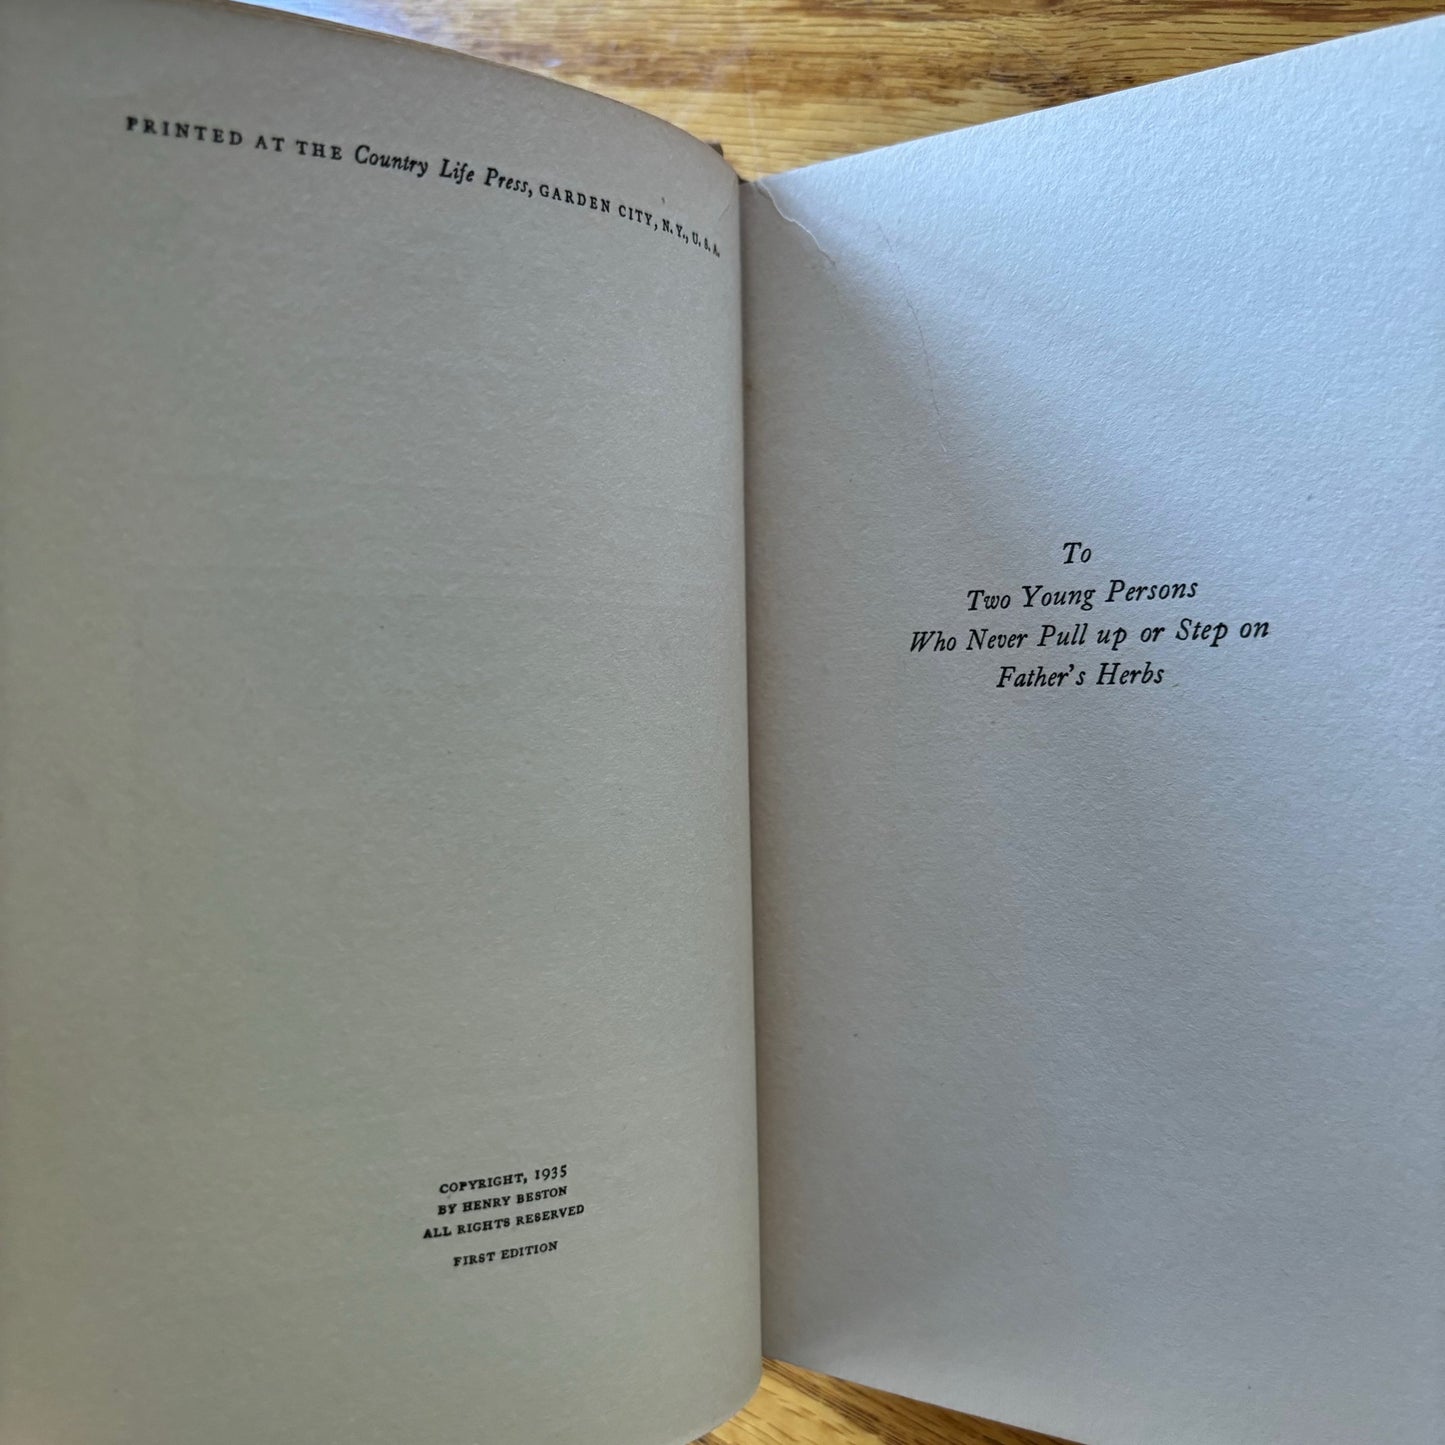 PRINTED AT THE Country Life Press, GARDEN CITY, N. Y., U. S. A.
COPYRIGHT, 1935
BY HENRY BESTON
ALL RIGHTS RESERVED
FIRST EDITION
To
Two Young Persons
Who Never Pull up or Step on
Father's Herbs